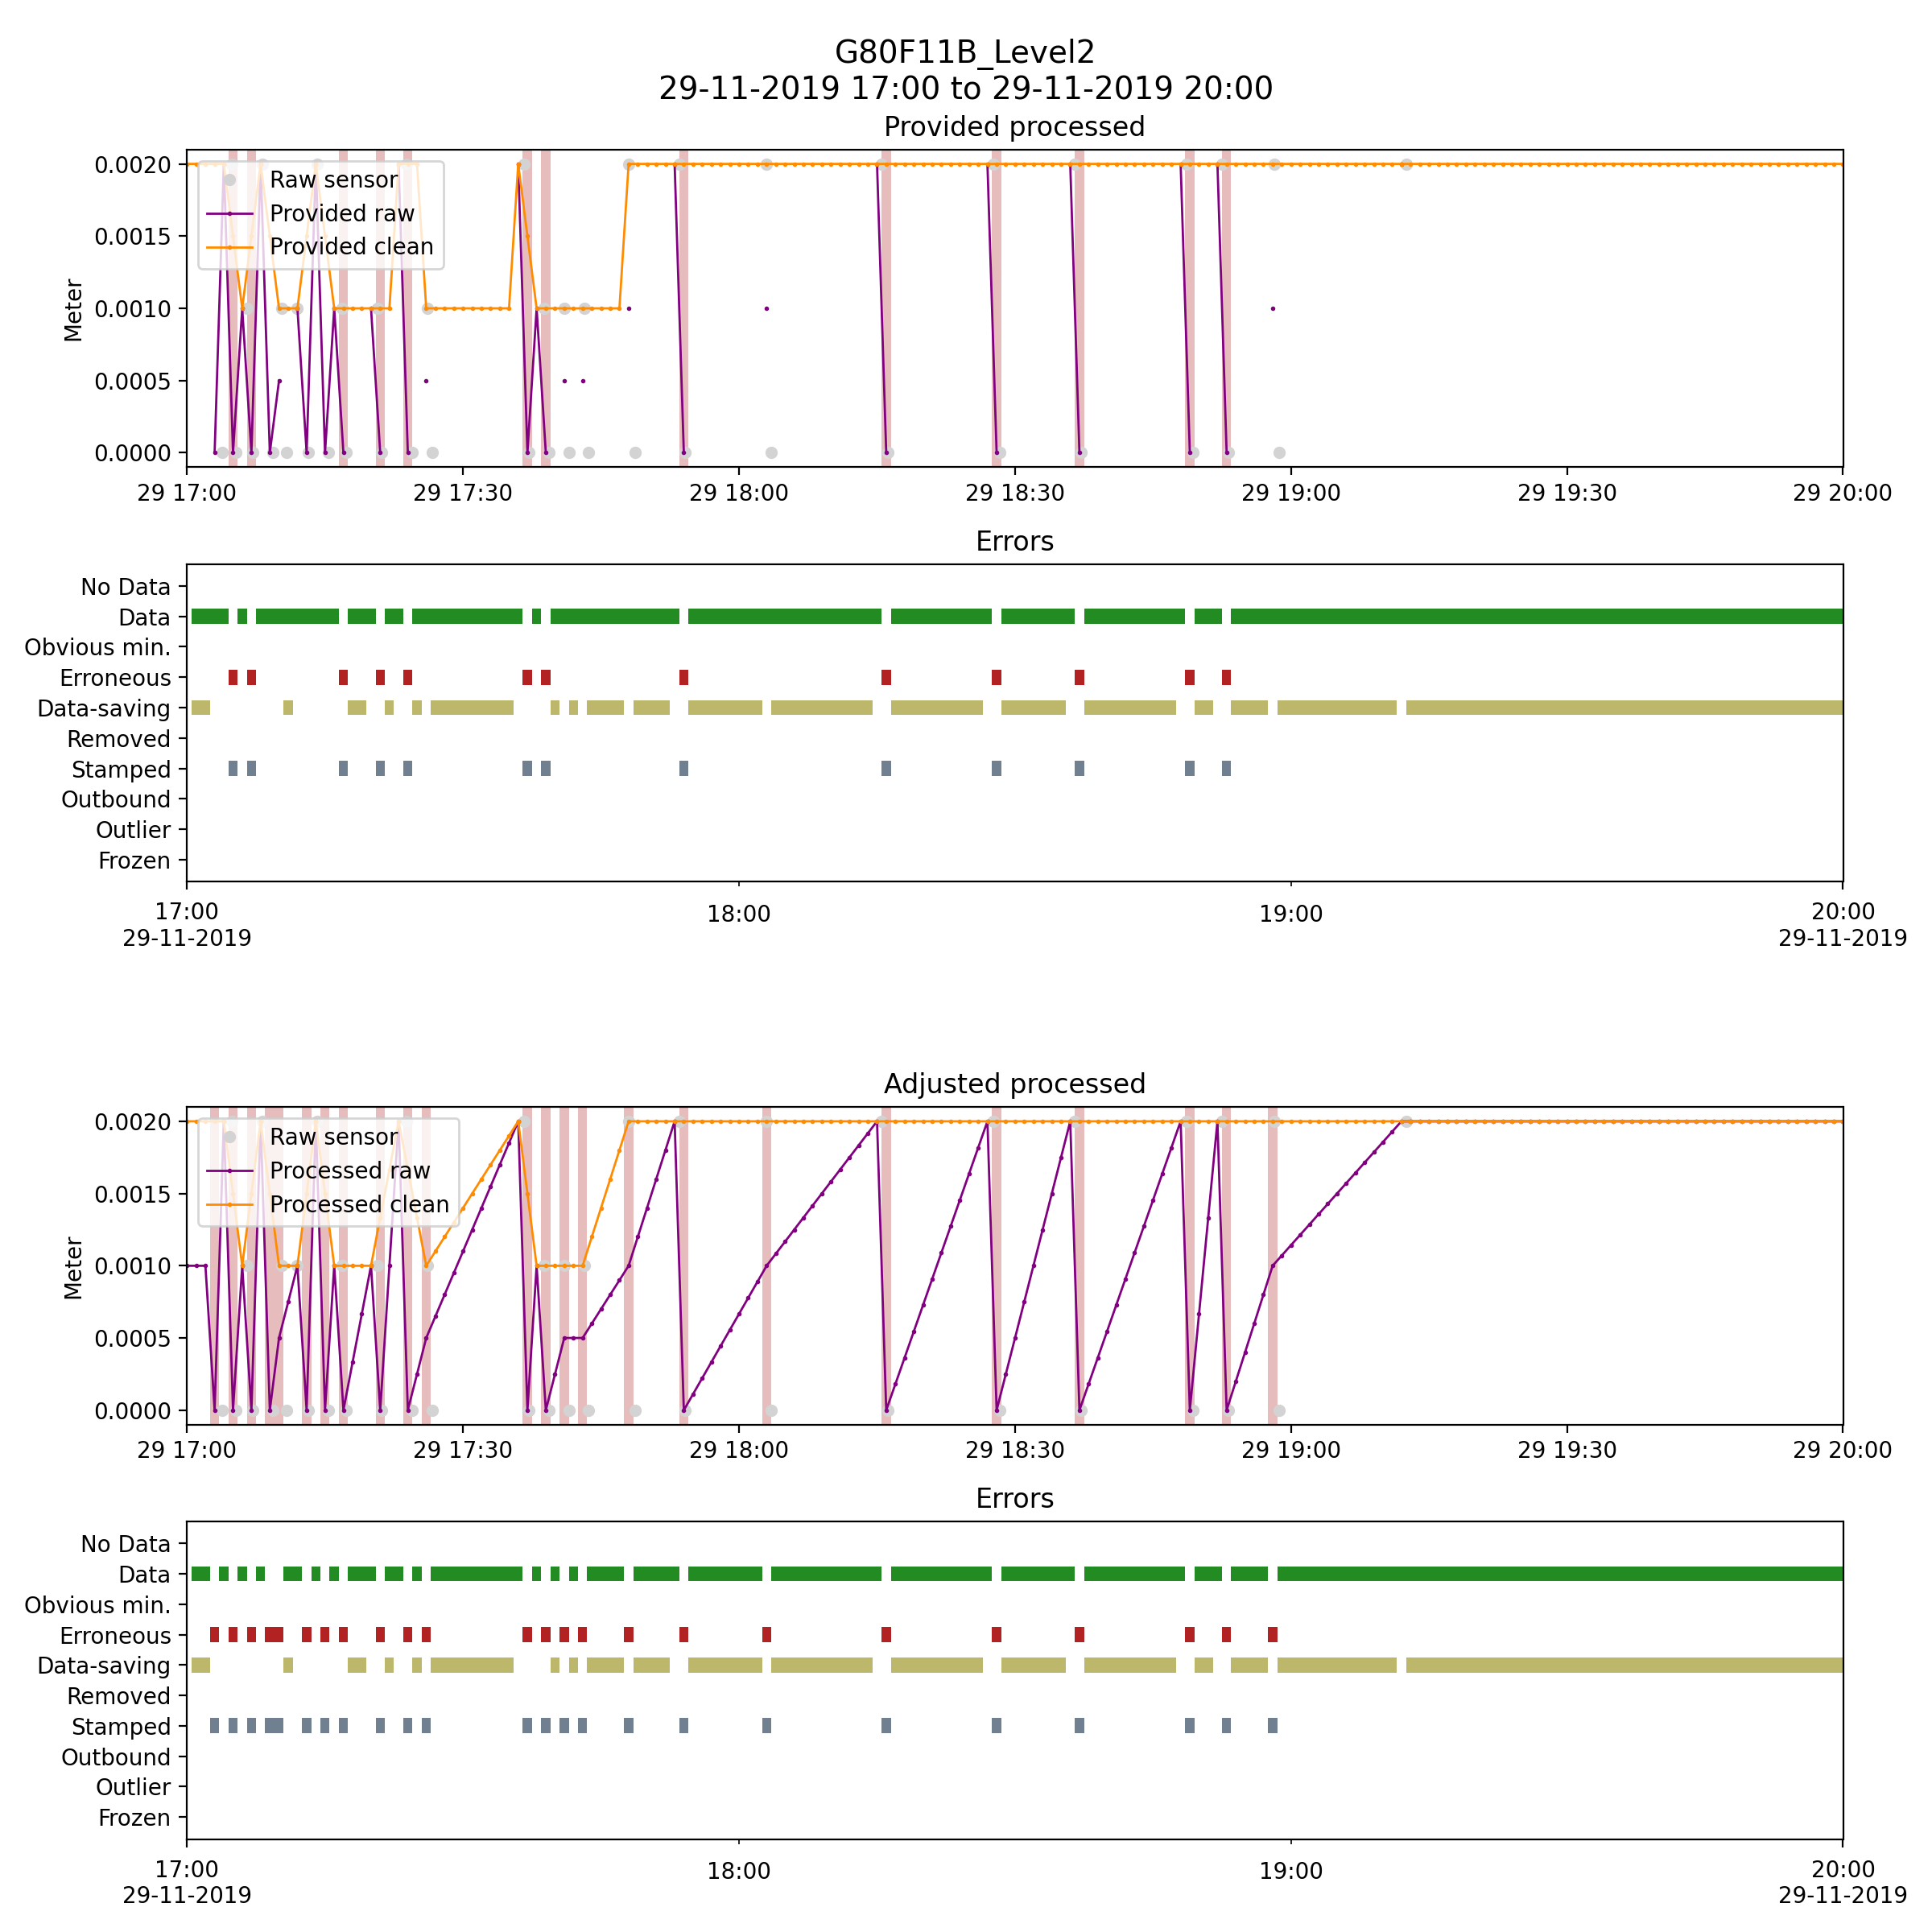 G80F11B_Level2
29-11-2019 17:00 to 29-11-2019 20:00
Provided processed
Meter
0.0020
0.0015
0.0010
0.0005
0.0000
Raw sensor
Provided raw
Provided clean
29 17:00 29 17:30 29 18:00 29 18:30 29 19:00 29 19:30 29 20:00
Errors
No Data
Data
Obvious min.
Erroneous
Data-saving
Removed
Stamped
Outbound
Outlier
Frozen
17:00 18:00 19:00 20:00
29-11-2019 29-11-2019
Adjusted processed
Meter
0.0020
0.0015
0.0010
0.0005
0.0000
Raw sensor
Processed raw
Processed clean
29 17:00 29 17:30 29 18:00 29 18:30 29 19:00 29 19:30 29 20:00
Errors
No Data
Data
Obvious min.
Erroneous
Data-saving
Removed
Stamped
Outbound
Outlier
Frozen
17:00 18:00 19:00 20:00
29-11-2019 29-11-2019